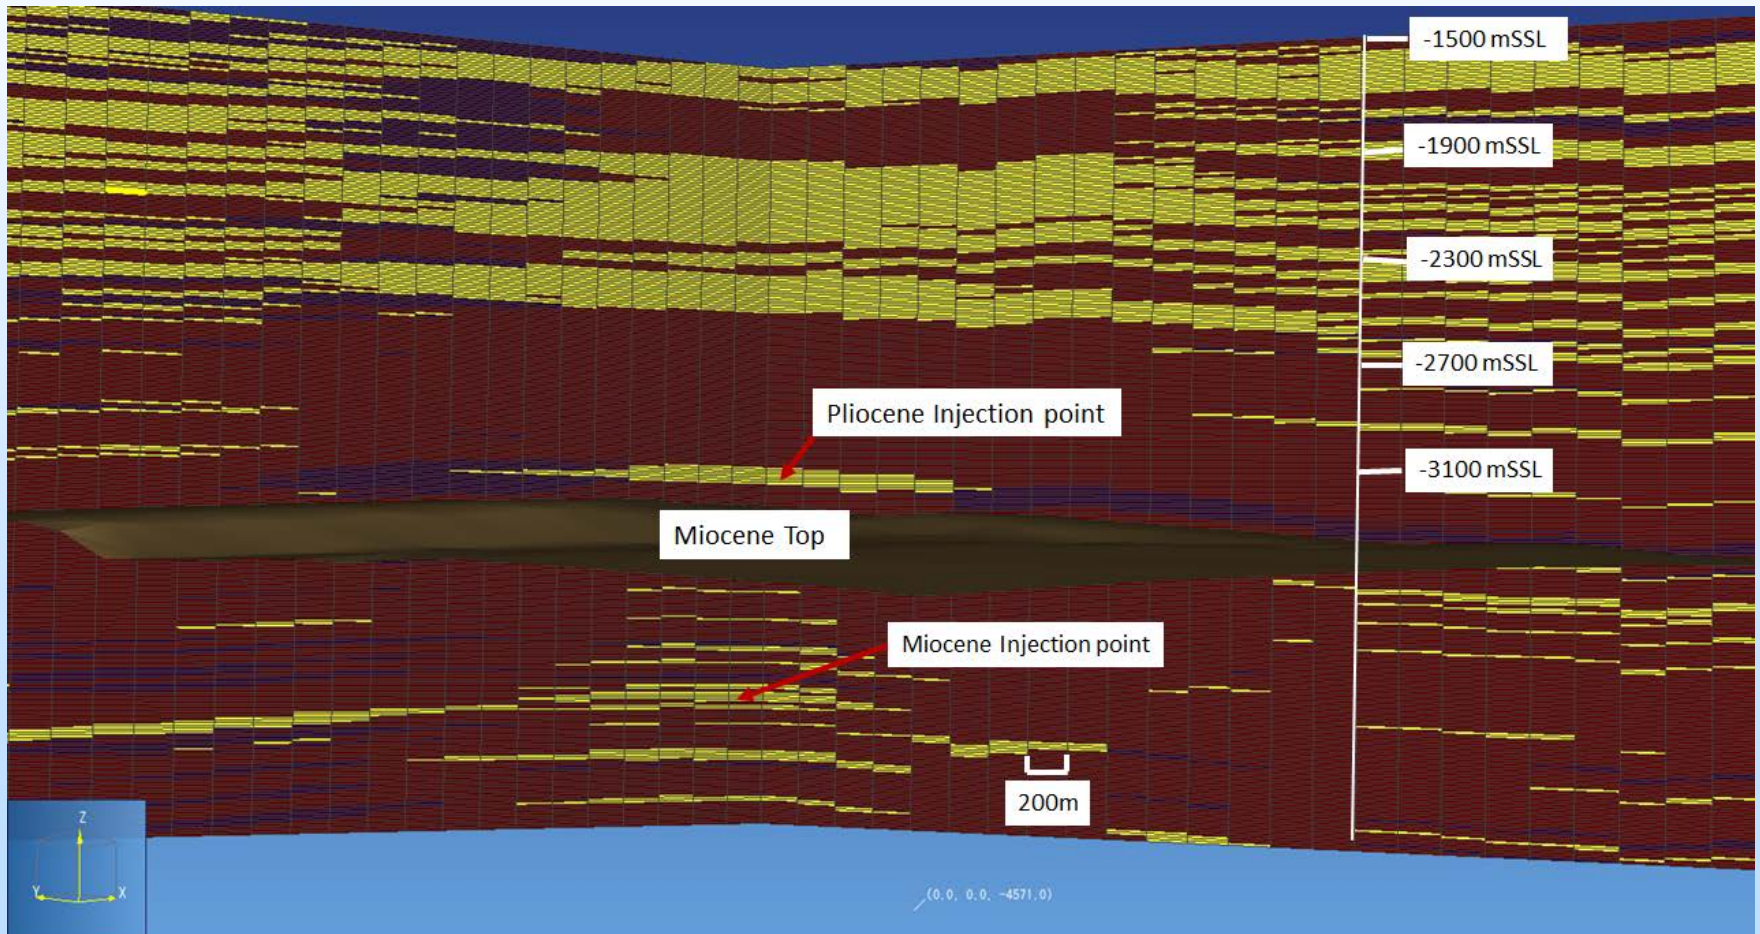 -1500 mSSL
-1900 mSSL
-2300 mSSL
-2700 mSSL
Pliocene Injection point
-3100 mSSL
Miocene Top
Miocene Injection point
200m
Z
Y
X
(0.0, 0.0, -4571.0)